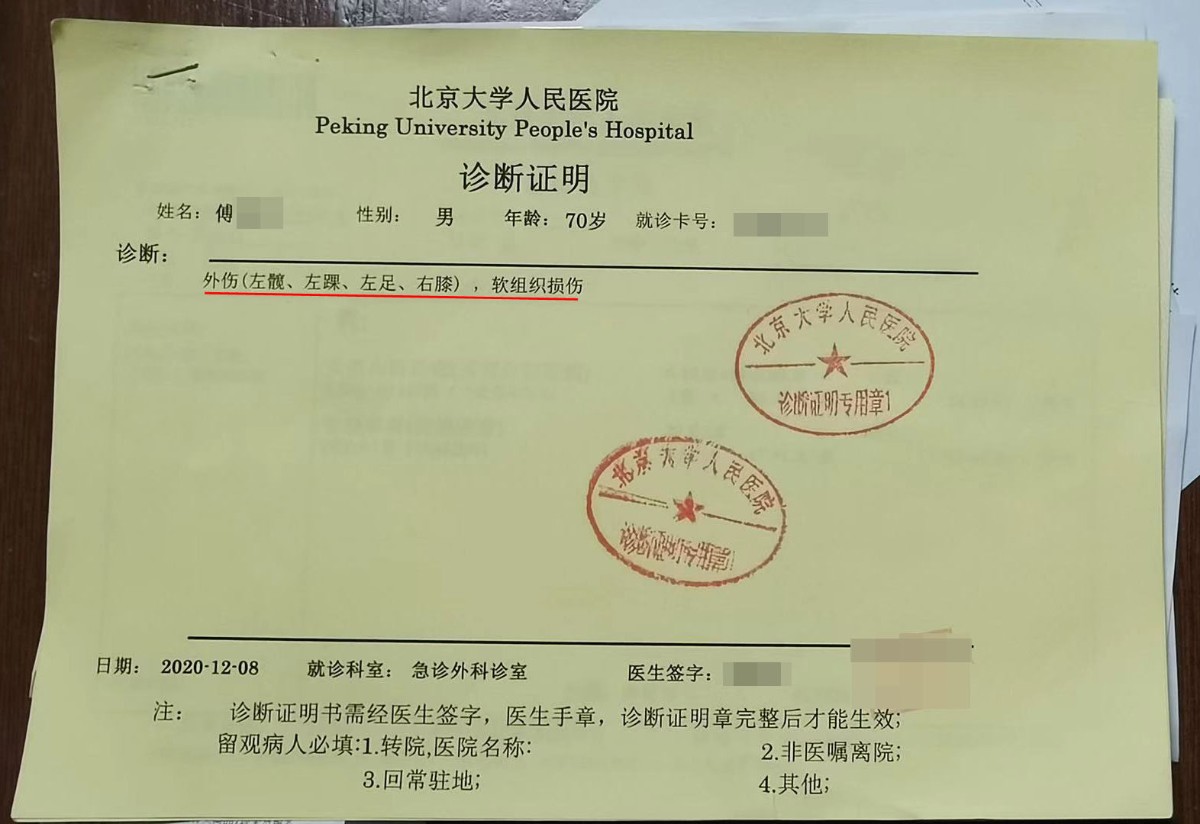 北京大学人民医院
Peking University People's Hospital
诊断证明
姓名: 傅 性别: 男 年龄: 70岁 就诊卡号:
诊断:
外伤(左髋、左踝、左足、右膝)，软组织损伤
北京大学人民医院
诊断证明专用章1
北京大学人民医院
诊断证明专用章
日期: 2020-12-08 就诊科室: 急诊外科诊室 医生签字:
注: 诊断证明书需经医生签字，医生手章，诊断证明章完整后才能生效;
留观病人必填:1.转院,医院名称: 2.非医嘱离院;
3.回常驻地; 4.其他;